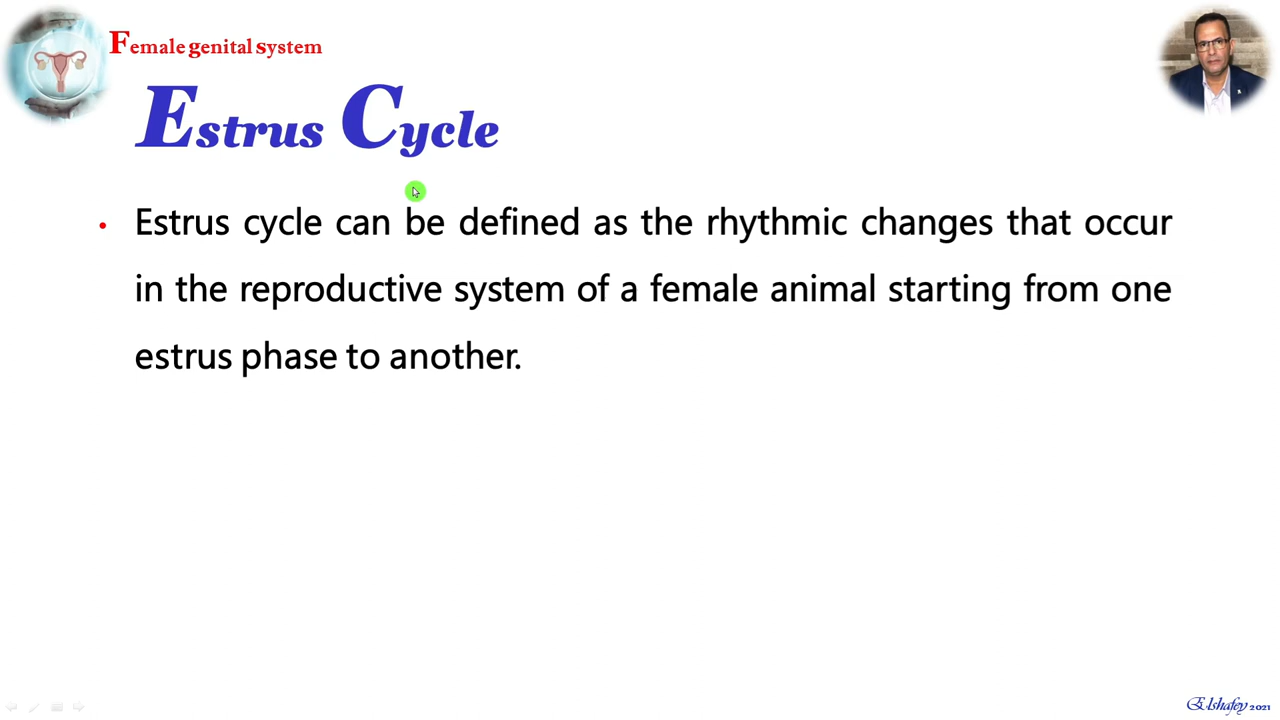 Female genital system
Estrus Cycle
• Estrus cycle can be defined as the rhythmic changes that occur
in the reproductive system of a female animal starting from one
estrus phase to another.
Elshafey 2021